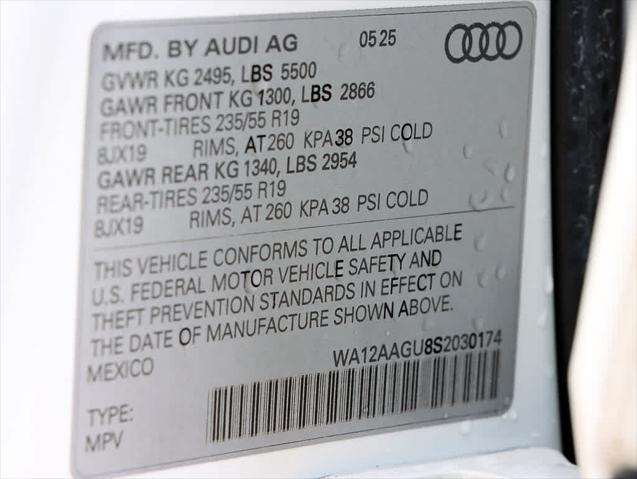 MFD. BY AUDI AG 05 25
GVWR KG 2495, LBS 5500
GAWR FRONT KG 1300, LBS 2866
FRONT-TIRES 235/55 R19
8JX19 RIMS, AT 260 KPA 38 PSI COLD
GAWR REAR KG 1340, LBS 2954
REAR-TIRES 235/55 R19
8JX19 RIMS, AT 260 KPA 38 PSI COLD
THIS VEHICLE CONFORMS TO ALL APPLICABLE
U.S. FEDERAL MOTOR VEHICLE SAFETY AND
THEFT PREVENTION STANDARDS IN EFFECT ON
THE DATE OF MANUFACTURE SHOWN ABOVE.
MEXICO WA12AAGU8S2030174
TYPE:
MPV